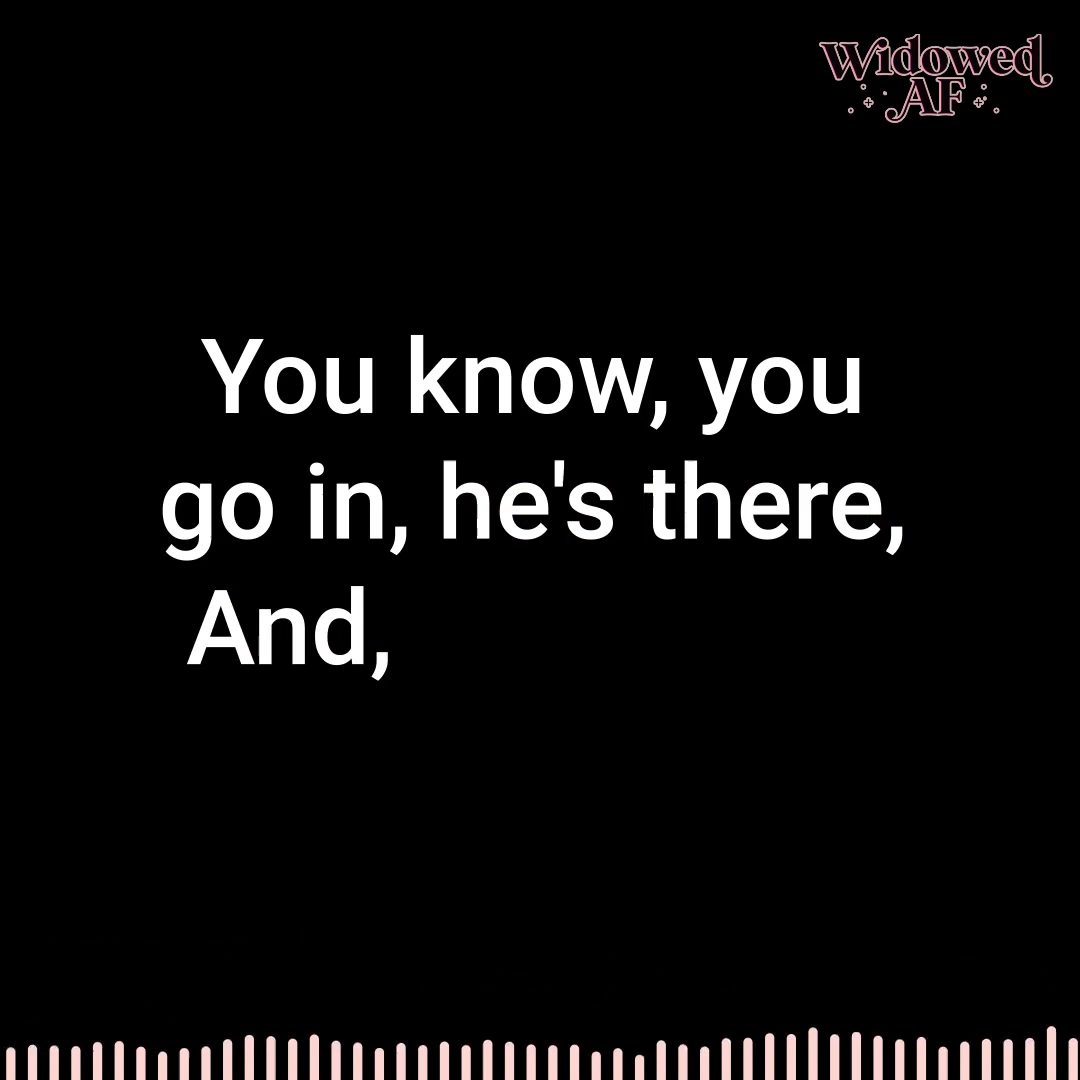 Widowed
AF
You know, you
go in, he's there,
And,